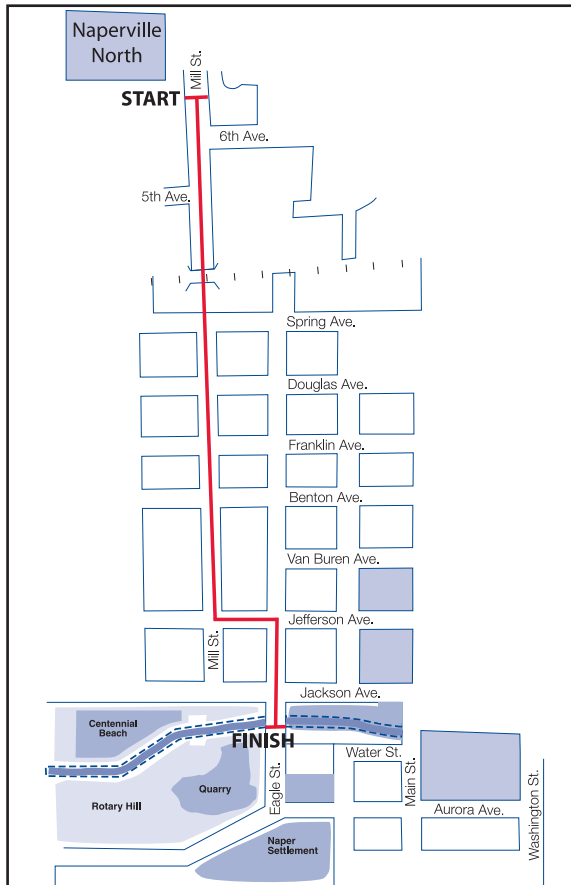 Naperville
North
Mill St.
START
6th Ave.
5th Ave.
Spring Ave.
Douglas Ave.
Franklin Ave.
Benton Ave.
Van Buren Ave.
Jefferson Ave.
Mill St.
Jackson Ave.
Centennial
Beach
FINISH
Water St.
Eagle St.
Main St.
Washington St.
Quarry
Rotary Hill
Aurora Ave.
Naper
Settlement